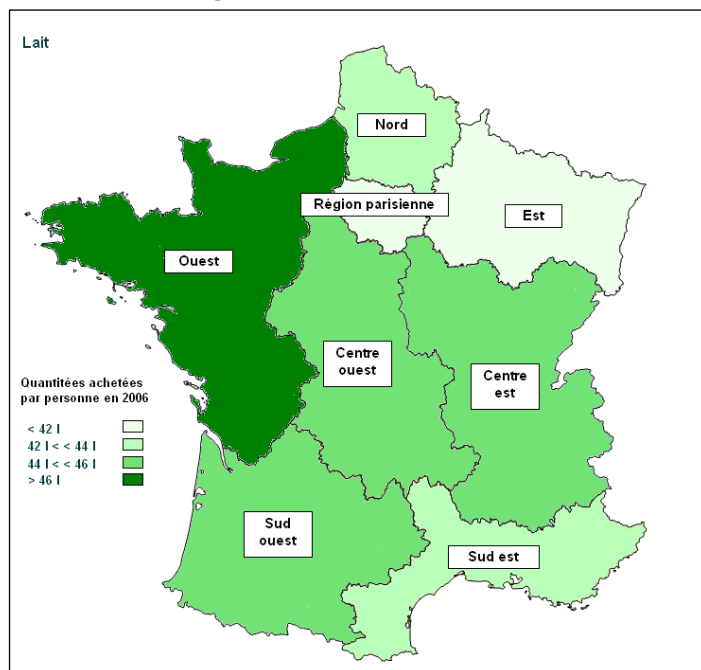 Lait
Nord
Région parisienne
Est
Ouest
Centre
ouest
Centre
est
Quantitées achetées
par personne en 2006
< 42 l
42 l < < 44 l
44 l < < 46 l
> 46 l
Sud
ouest
Sud est